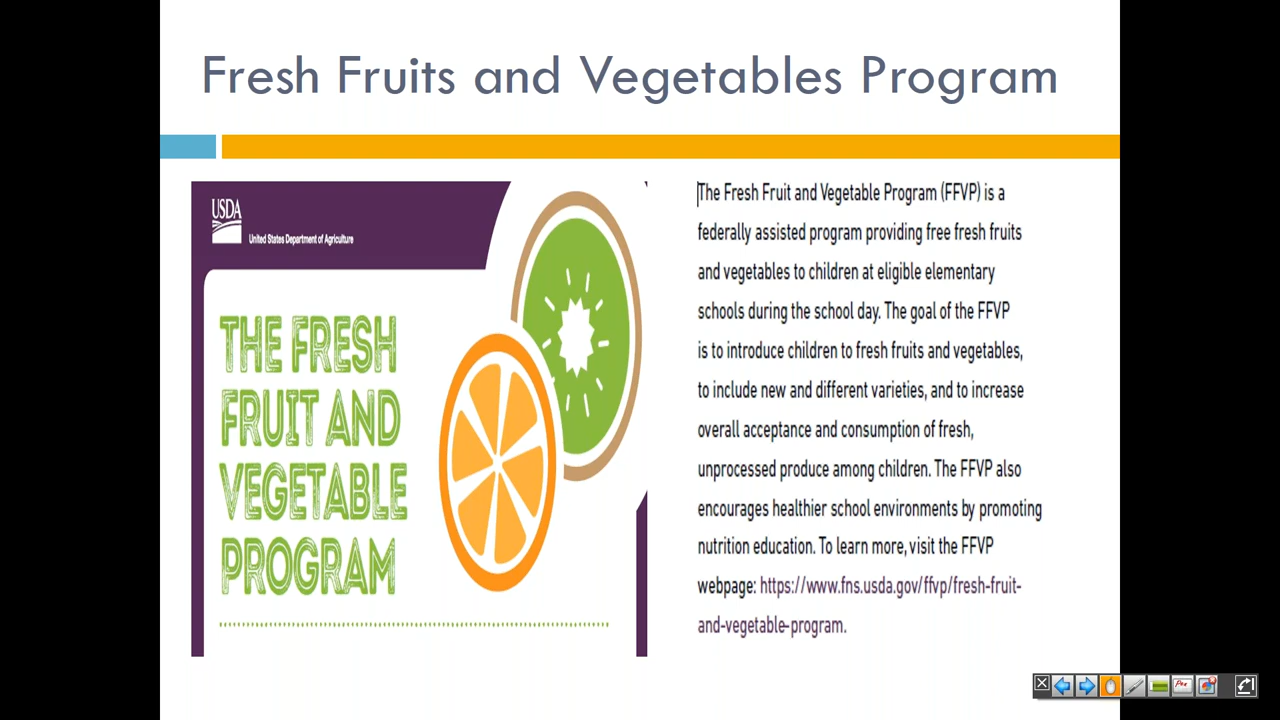 Fresh Fruits and Vegetables Program
USDA
United States Department of Agriculture
THE FRESH
FRUIT AND
VEGETABLE
PROGRAM
The Fresh Fruit and Vegetable Program (FFVP) is a
federally assisted program providing free fresh fruits
and vegetables to children at eligible elementary
schools during the school day. The goal of the FFVP
is to introduce children to fresh fruits and vegetables,
to include new and different varieties, and to increase
overall acceptance and consumption of fresh,
unprocessed produce among children. The FFVP also
encourages healthier school environments by promoting
nutrition education. To learn more, visit the FFVP
webpage: https://www.fns.usda.gov/ffvp/fresh-fruit-
and-vegetable-program.